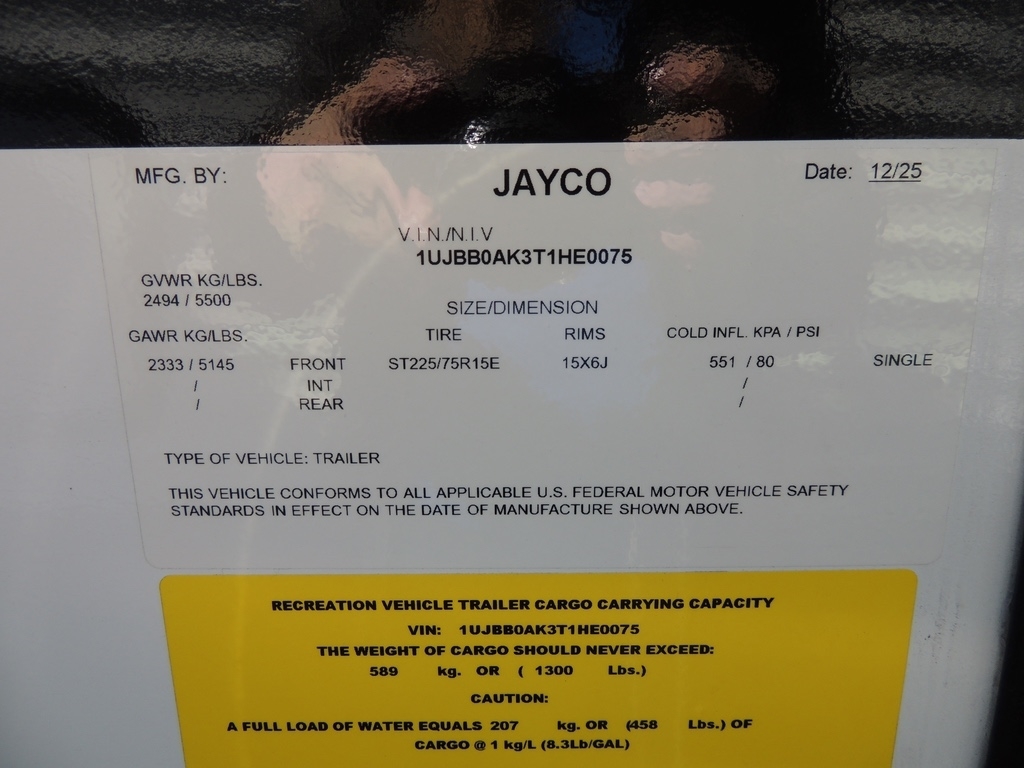 MFG. BY: JAYCO Date: 12/25
V.I.N./N.I.V
1UJBB0AK3T1HE0075
GVWR KG/LBS.
2494 / 5500
SIZE/DIMENSION
GAWR KG/LBS. TIRE RIMS COLD INFL. KPA / PSI
2333 / 5145 FRONT ST225/75R15E 15X6J 551 / 80 SINGLE
/ INT /
/ REAR /
TYPE OF VEHICLE: TRAILER
THIS VEHICLE CONFORMS TO ALL APPLICABLE U.S. FEDERAL MOTOR VEHICLE SAFETY
STANDARDS IN EFFECT ON THE DATE OF MANUFACTURE SHOWN ABOVE.
RECREATION VEHICLE TRAILER CARGO CARRYING CAPACITY
VIN: 1UJBB0AK3T1HE0075
THE WEIGHT OF CARGO SHOULD NEVER EXCEED:
589 kg. OR ( 1300 Lbs.)
CAUTION:
A FULL LOAD OF WATER EQUALS 207 kg. OR (458 Lbs.) OF
CARGO @ 1 kg/L (8.3Lb/GAL)